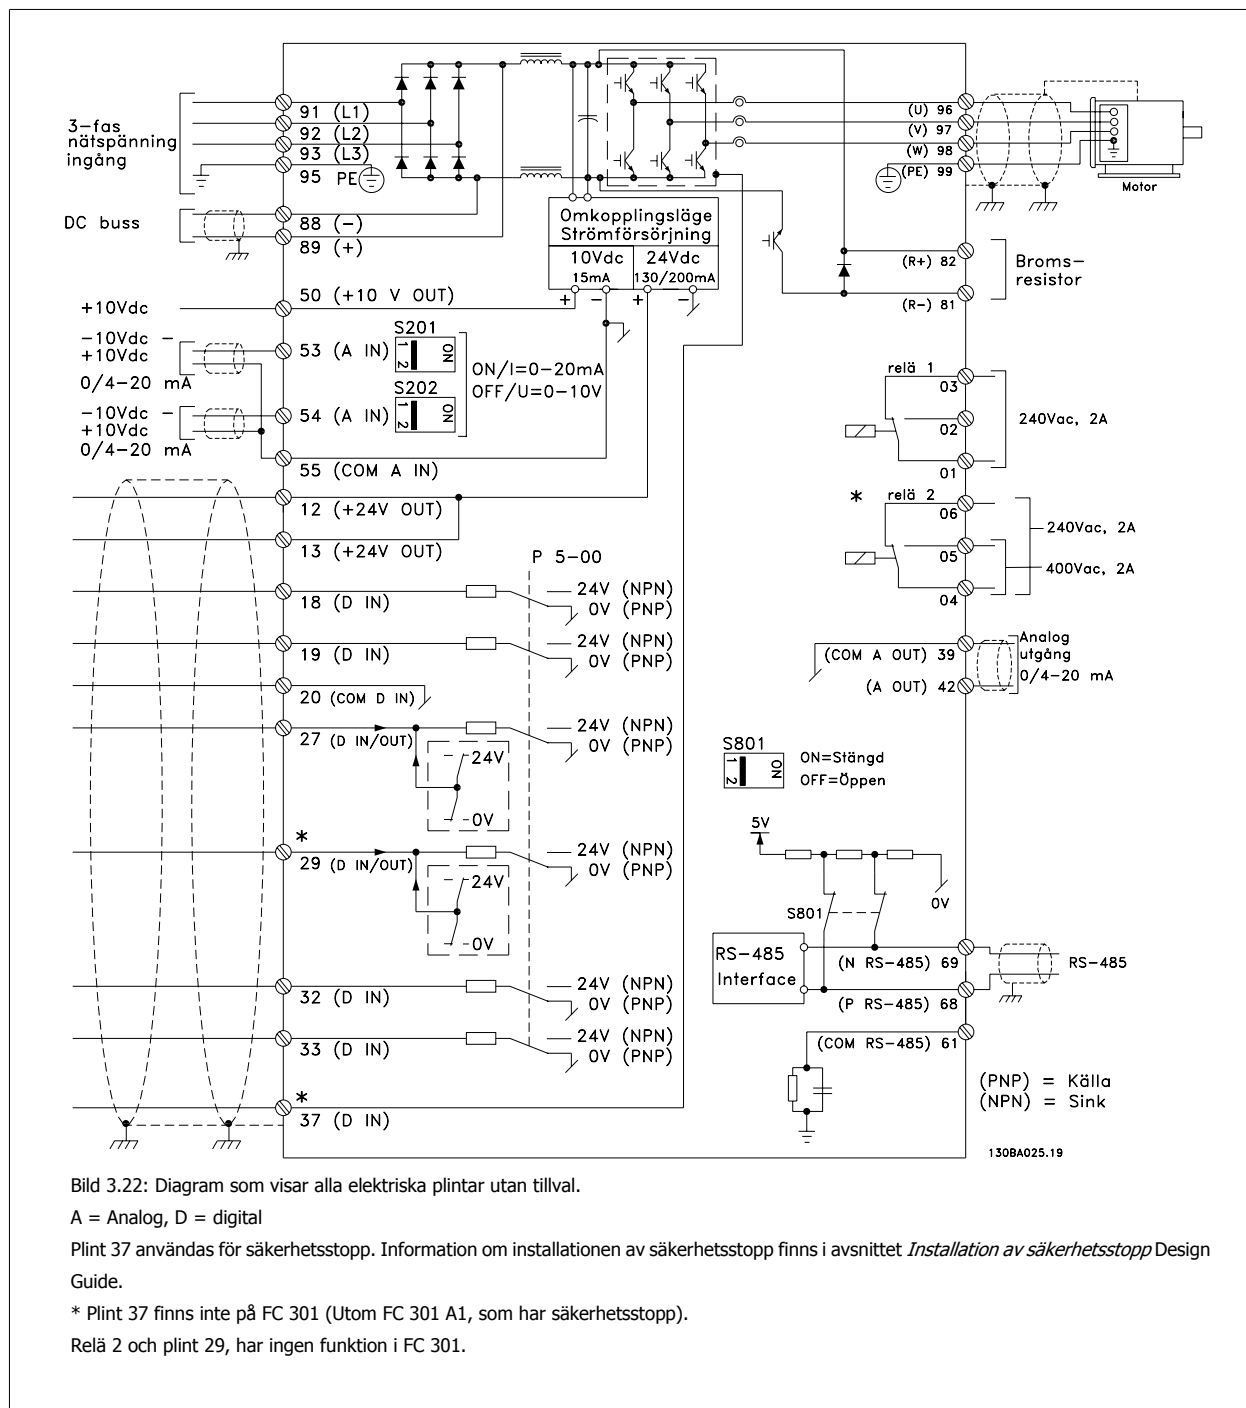 3-fas
nätspänning
ingång
91 (L1)
92 (L2)
93 (L3)
95 PE
DC buss
88 (-)
89 (+)
+10Vdc
50 (+10 V OUT)
-10Vdc -
+10Vdc
0/4-20 mA
53 (A IN)
S201
1 2
ON
S202
1 2
ON
ON/I=0-20mA
OFF/U=0-10V
-10Vdc -
+10Vdc
0/4-20 mA
54 (A IN)
55 (COM A IN)
12 (+24V OUT)
13 (+24V OUT)
P 5-00
18 (D IN)
24V (NPN)
0V (PNP)
19 (D IN)
24V (NPN)
0V (PNP)
20 (COM D IN)
27 (D IN/OUT)
24V (NPN)
0V (PNP)
24V
0V
*
29 (D IN/OUT)
24V (NPN)
0V (PNP)
24V
0V
32 (D IN)
24V (NPN)
0V (PNP)
33 (D IN)
24V (NPN)
0V (PNP)
*
37 (D IN)
Omkopplingsläge
Strömförsörjning
10Vdc
15mA
24Vdc
130/200mA
+ - + -
(U) 96
(V) 97
(W) 98
(PE) 99
Motor
(R+) 82
(R-) 81
Broms-
resistor
relä 1
03
02
01
240Vac, 2A
*
relä 2
06
05
04
240Vac, 2A
400Vac, 2A
(COM A OUT) 39
(A OUT) 42
Analog
utgång
0/4-20 mA
S801
1 2
ON
ON=Stängd
OFF=Öppen
5V
0V
S801
RS-485
Interface
(N RS-485) 69
(P RS-485) 68
RS-485
(COM RS-485) 61
(PNP) = Källa
(NPN) = Sink
130BA025.19
Bild 3.22: Diagram som visar alla elektriska plintar utan tillval.
A = Analog, D = digital
Plint 37 användas för säkerhetsstopp. Information om installationen av säkerhetsstopp finns i avsnittet Installation av säkerhetsstopp Design
Guide.
* Plint 37 finns inte på FC 301 (Utom FC 301 A1, som har säkerhetsstopp).
Relä 2 och plint 29, har ingen funktion i FC 301.